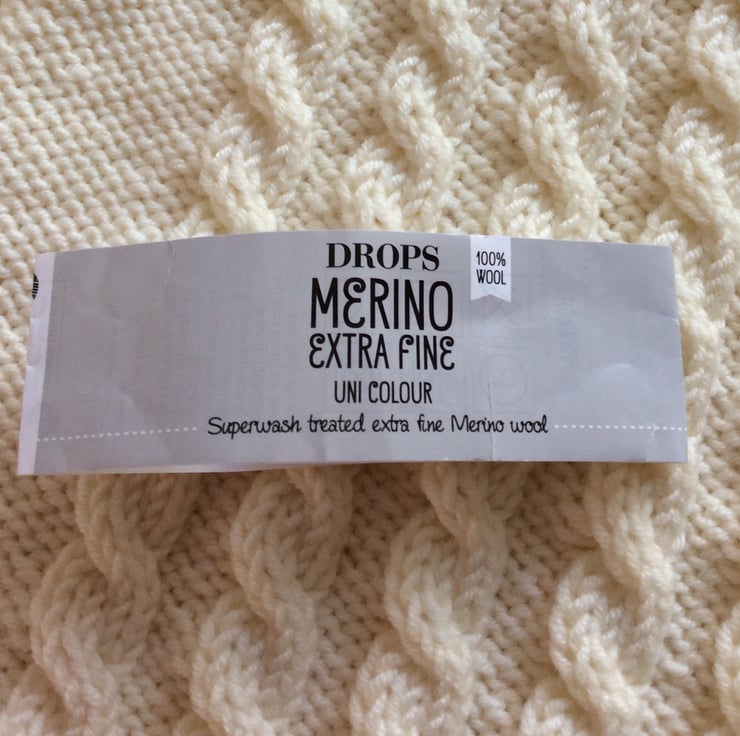 DROPS
100%
WOOL
MERINO
EXTRA FINE
UNI COLOUR
Superwash treated extra fine Merino wool